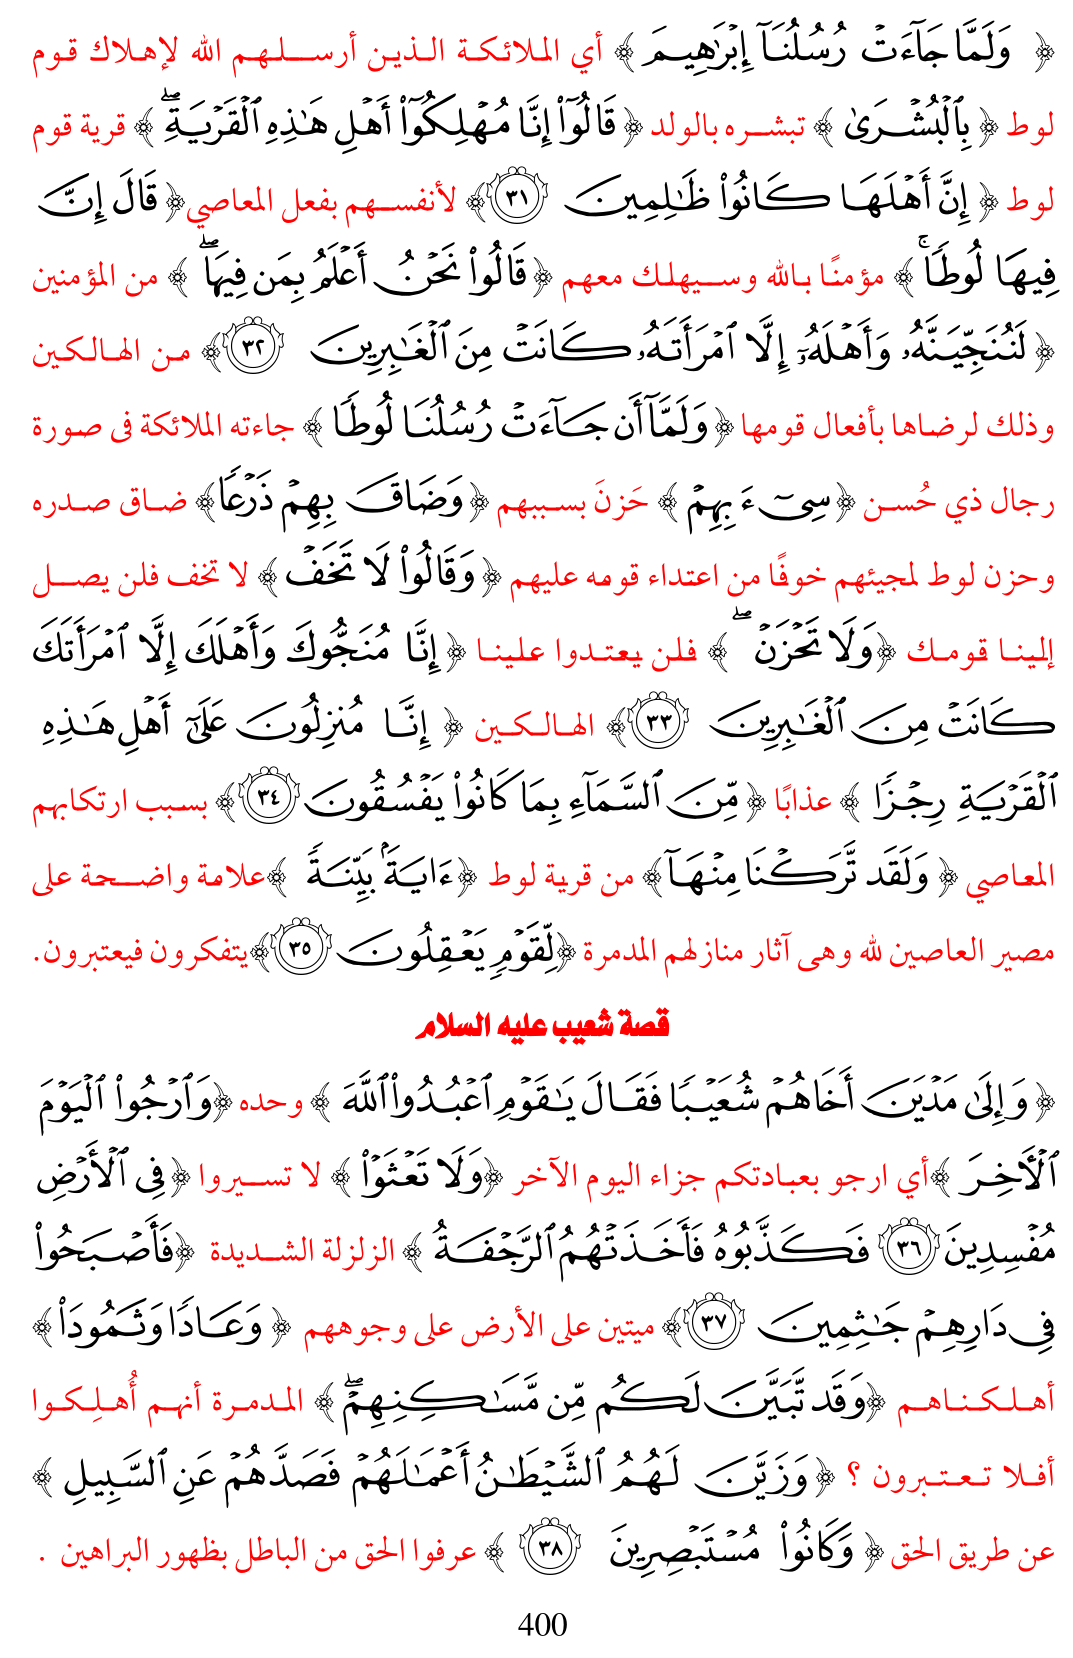 ﴿ وَلَمَّا جَآءَتْ رُسُلُنَآ إِبْرَٰهِيمَ ﴾ أي الملائكة الذين أرسلهم الله لإهلاك قوم
لوط ﴿ بِٱلْبُشْرَىٰ ﴾ تبشره بالولد ﴿ قَالُوٓا۟ إِنَّا مُهْلِكُوٓا۟ أَهْلِ هَٰذِهِ ٱلْقَرْيَةِ ۖ ﴾ قرية قوم
لوط ﴿ إِنَّ أَهْلَهَا كَانُوا۟ ظَٰلِمِينَ ٣١ ﴾ لأنفسهم بفعل المعاصي ﴿ قَالَ إِنَّ
فِيهَا لُوطًا ۚ ﴾ مؤمنًا بالله وسيهلك معهم ﴿ قَالُوا۟ نَحْنُ أَعْلَمُ بِمَن فِيهَا ۖ ﴾ من المؤمنين
﴿ لَنُنَجِّيَنَّهُۥ وَأَهْلَهُۥٓ إِلَّا ٱمْرَأَتَهُۥ كَانَتْ مِنَ ٱلْغَٰبِرِينَ ٣٢ ﴾ من الهالكين
وذلك لرضاها بأفعال قومها ﴿ وَلَمَّآ أَن جَآءَتْ رُسُلُنَا لُوطًا ﴾ جاءته الملائكة فى صورة
رجال ذي حُسن ﴿ سِىٓءَ بِهِمْ ﴾ حَزنَ بسببهم ﴿ وَضَاقَ بِهِمْ ذَرْعًا ﴾ ضاق صدره
وحزن لوط لمجيئهم خوفًا من اعتداء قومه عليهم ﴿ وَقَالُوا۟ لَا تَخَفْ ﴾ لا تخف فلن يصل
إلينا قومك ﴿ وَلَا تَحْزَنْ ۖ ﴾ فلن يعتدوا علينا ﴿ إِنَّا مُنَجُّوكَ وَأَهْلَكَ إِلَّا ٱمْرَأَتَكَ
كَانَتْ مِنَ ٱلْغَٰبِرِينَ ٣٣ ﴾ الهالكين ﴿ إِنَّا مُنزِلُونَ عَلَىٰٓ أَهْلِ هَٰذِهِ
ٱلْقَرْيَةِ رِجْزًا ﴾ عذابًا ﴿ مِّنَ ٱلسَّمَآءِ بِمَا كَانُوا۟ يَفْسُقُونَ ٣٤ ﴾ بسبب ارتكابهم
المعاصي ﴿ وَلَقَد تَّرَكْنَا مِنْهَآ ﴾ من قرية لوط ﴿ ءَايَةًۢ بَيِّنَةً ﴾ علامة واضحة على
مصير العاصين لله وهى آثار منازلهم المدمرة ﴿ لِّقَوْمٍ يَعْقِلُونَ ٣٥ ﴾ يتفكرون فيعتبرون.
قصة شعيب عليه السلام
﴿ وَإِلَىٰ مَدْيَنَ أَخَاهُمْ شُعَيْبًا فَقَالَ يَٰقَوْمِ ٱعْبُدُوا۟ ٱللَّهَ ﴾ وحده ﴿ وَٱرْجُوا۟ ٱلْيَوْمَ
ٱلْءَاخِرَ ﴾ أي ارجو بعبادتكم جزاء اليوم الآخر ﴿ وَلَا تَعْثَوْا۟ ﴾ لا تسيروا ﴿ فِى ٱلْأَرْضِ
مُفْسِدِينَ ٣٦ فَكَذَّبُوهُ فَأَخَذَتْهُمُ ٱلرَّجْفَةُ ﴾ الزلزلة الشديدة ﴿ فَأَصْبَحُوا۟
فِى دَارِهِمْ جَٰثِمِينَ ٣٧ ﴾ ميتين على الأرض على وجوههم ﴿ وَعَادًا وَثَمُودَا۟ ﴾
أهلكناهم ﴿ وَقَد تَّبَيَّنَ لَكُم مِّن مَّسَٰكِنِهِمْ ۖ ﴾ المدمرة أنهم أُهلِكوا
أفلا تعتبرون ؟ ﴿ وَزَيَّنَ لَهُمُ ٱلشَّيْطَٰنُ أَعْمَٰلَهُمْ فَصَدَّهُمْ عَنِ ٱلسَّبِيلِ ﴾
عن طريق الحق ﴿ وَكَانُوا۟ مُسْتَبْصِرِينَ ٣٨ ﴾ عرفوا الحق من الباطل بظهور البراهين .
400